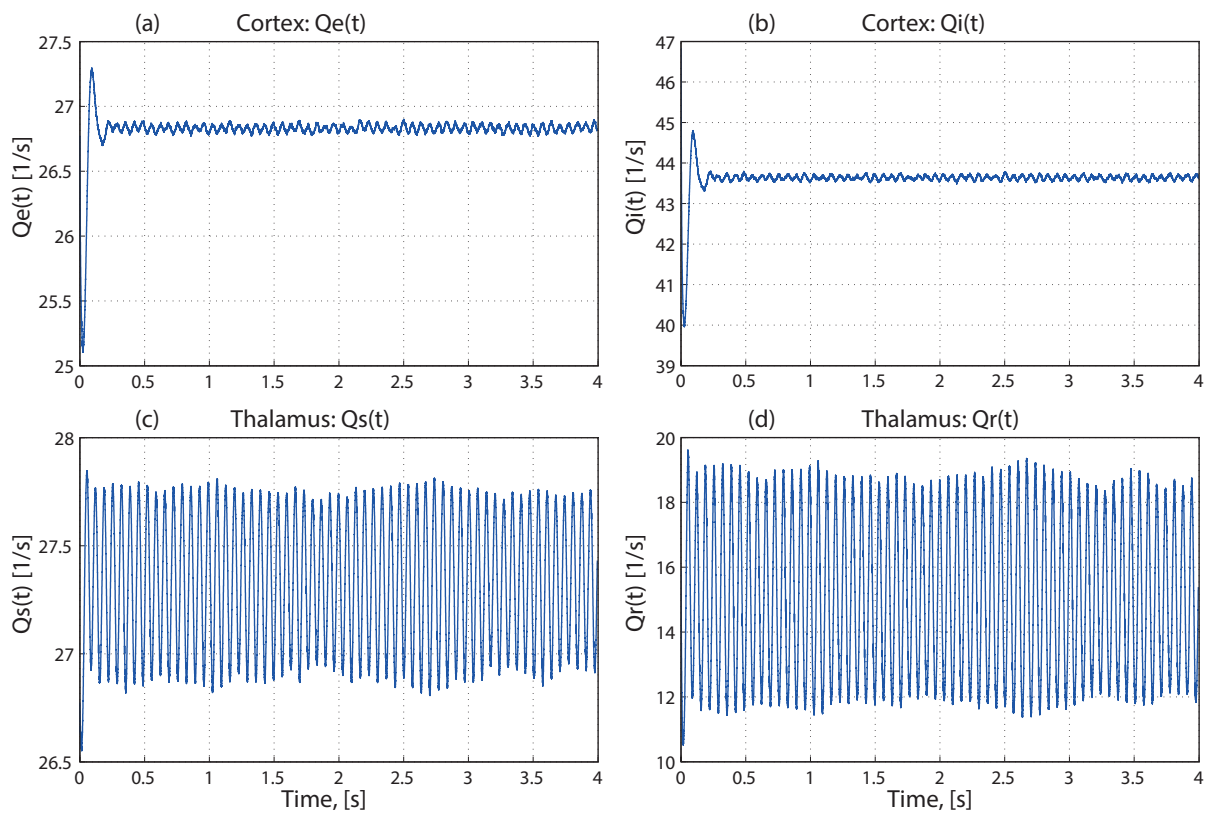 (a) Cortex: Qe(t)
27.5
27
26.5
26
25.5
25
Qe(t) [1/s]
0 0.5 1 1.5 2 2.5 3 3.5 4
(b) Cortex: Qi(t)
47
46
45
44
43
42
41
40
39
Qi(t) [1/s]
0 0.5 1 1.5 2 2.5 3 3.5 4
(c) Thalamus: Qs(t)
28
27.5
27
26.5
Qs(t) [1/s]
0 0.5 1 1.5 2 2.5 3 3.5 4
Time, [s]
(d) Thalamus: Qr(t)
20
18
16
14
12
10
Qr(t) [1/s]
0 0.5 1 1.5 2 2.5 3 3.5 4
Time, [s]